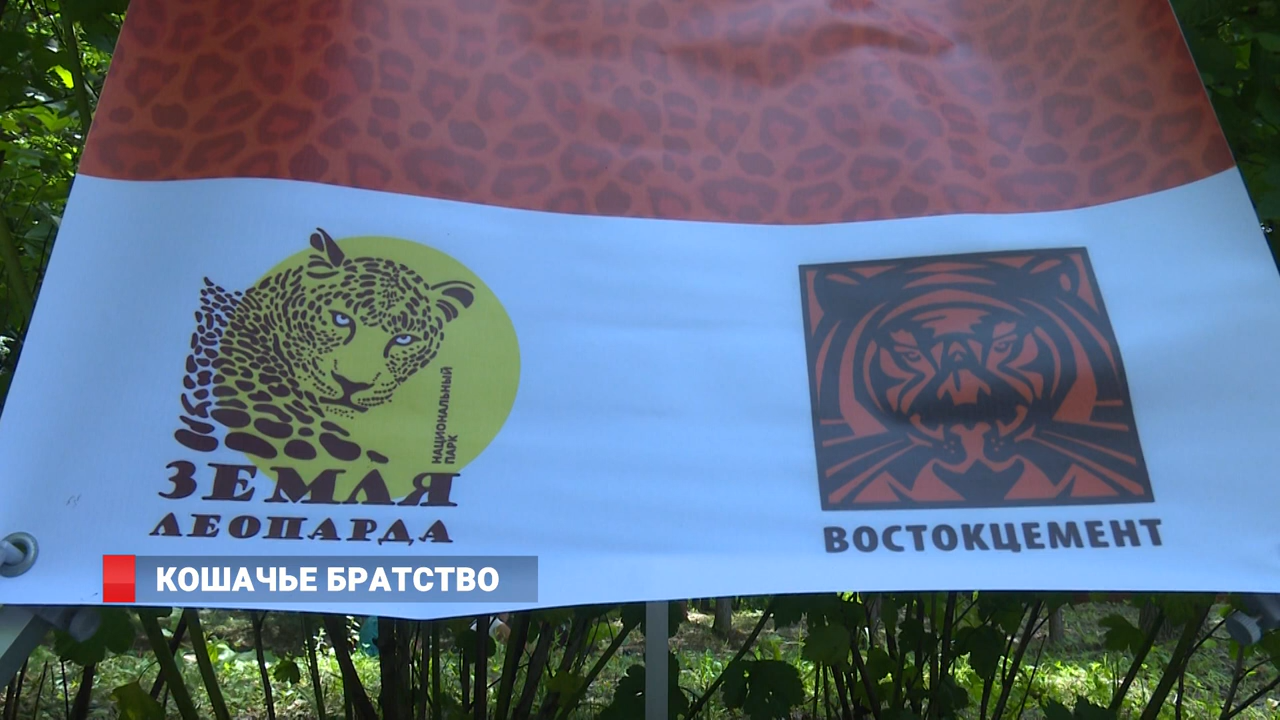 НАЦИОНАЛЬНЫЙ
ПАРК
ЗЕМЛЯ
ЛЕОПАРДА
ВОСТОКЦЕМЕНТ
КОШАЧЬЕ БРАТСТВО